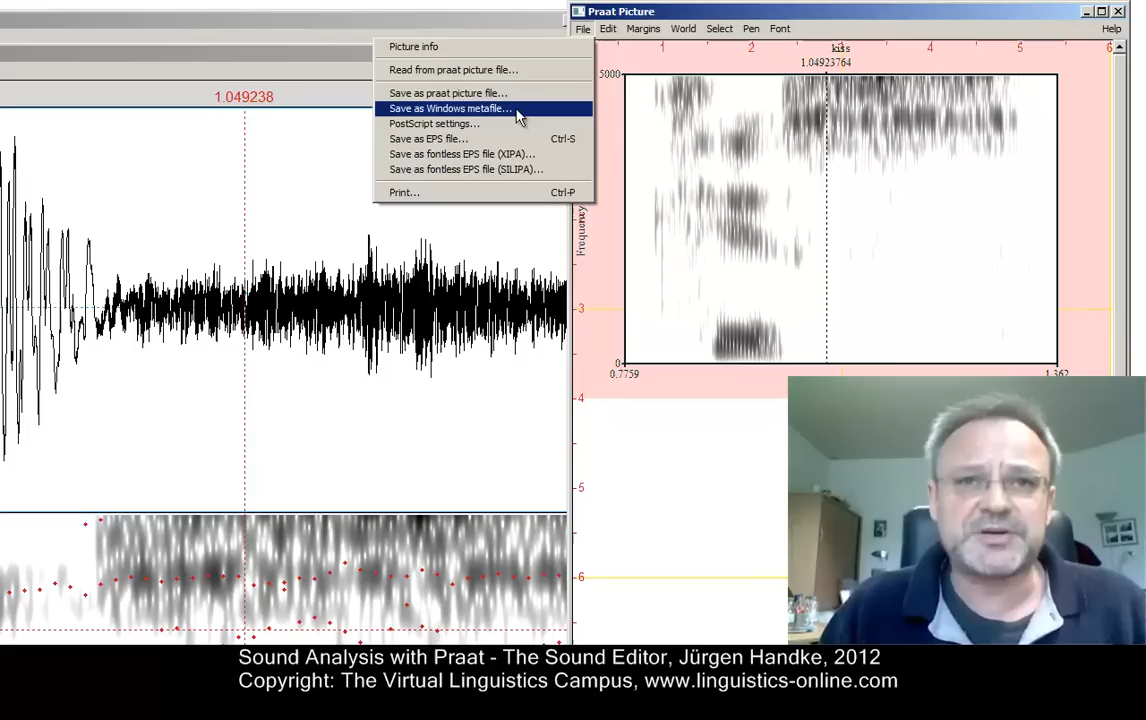 Praat Picture
File Edit Margins World Select Pen Font Help
Picture info
Read from praat picture file...
Save as praat picture file...
Save as Windows metafile...
PostScript settings...
Save as EPS file... Ctrl-S
Save as fontless EPS file (XIPA)...
Save as fontless EPS file (SILIPA)...
Print... Ctrl-P
1.049238
1 2 3 4 5 6
kiss
1.04923764
5000
Frequency
0
0.7759 1.362
3
4
5
6
Sound Analysis with Praat - The Sound Editor, Jürgen Handke, 2012
Copyright: The Virtual Linguistics Campus, www.linguistics-online.com